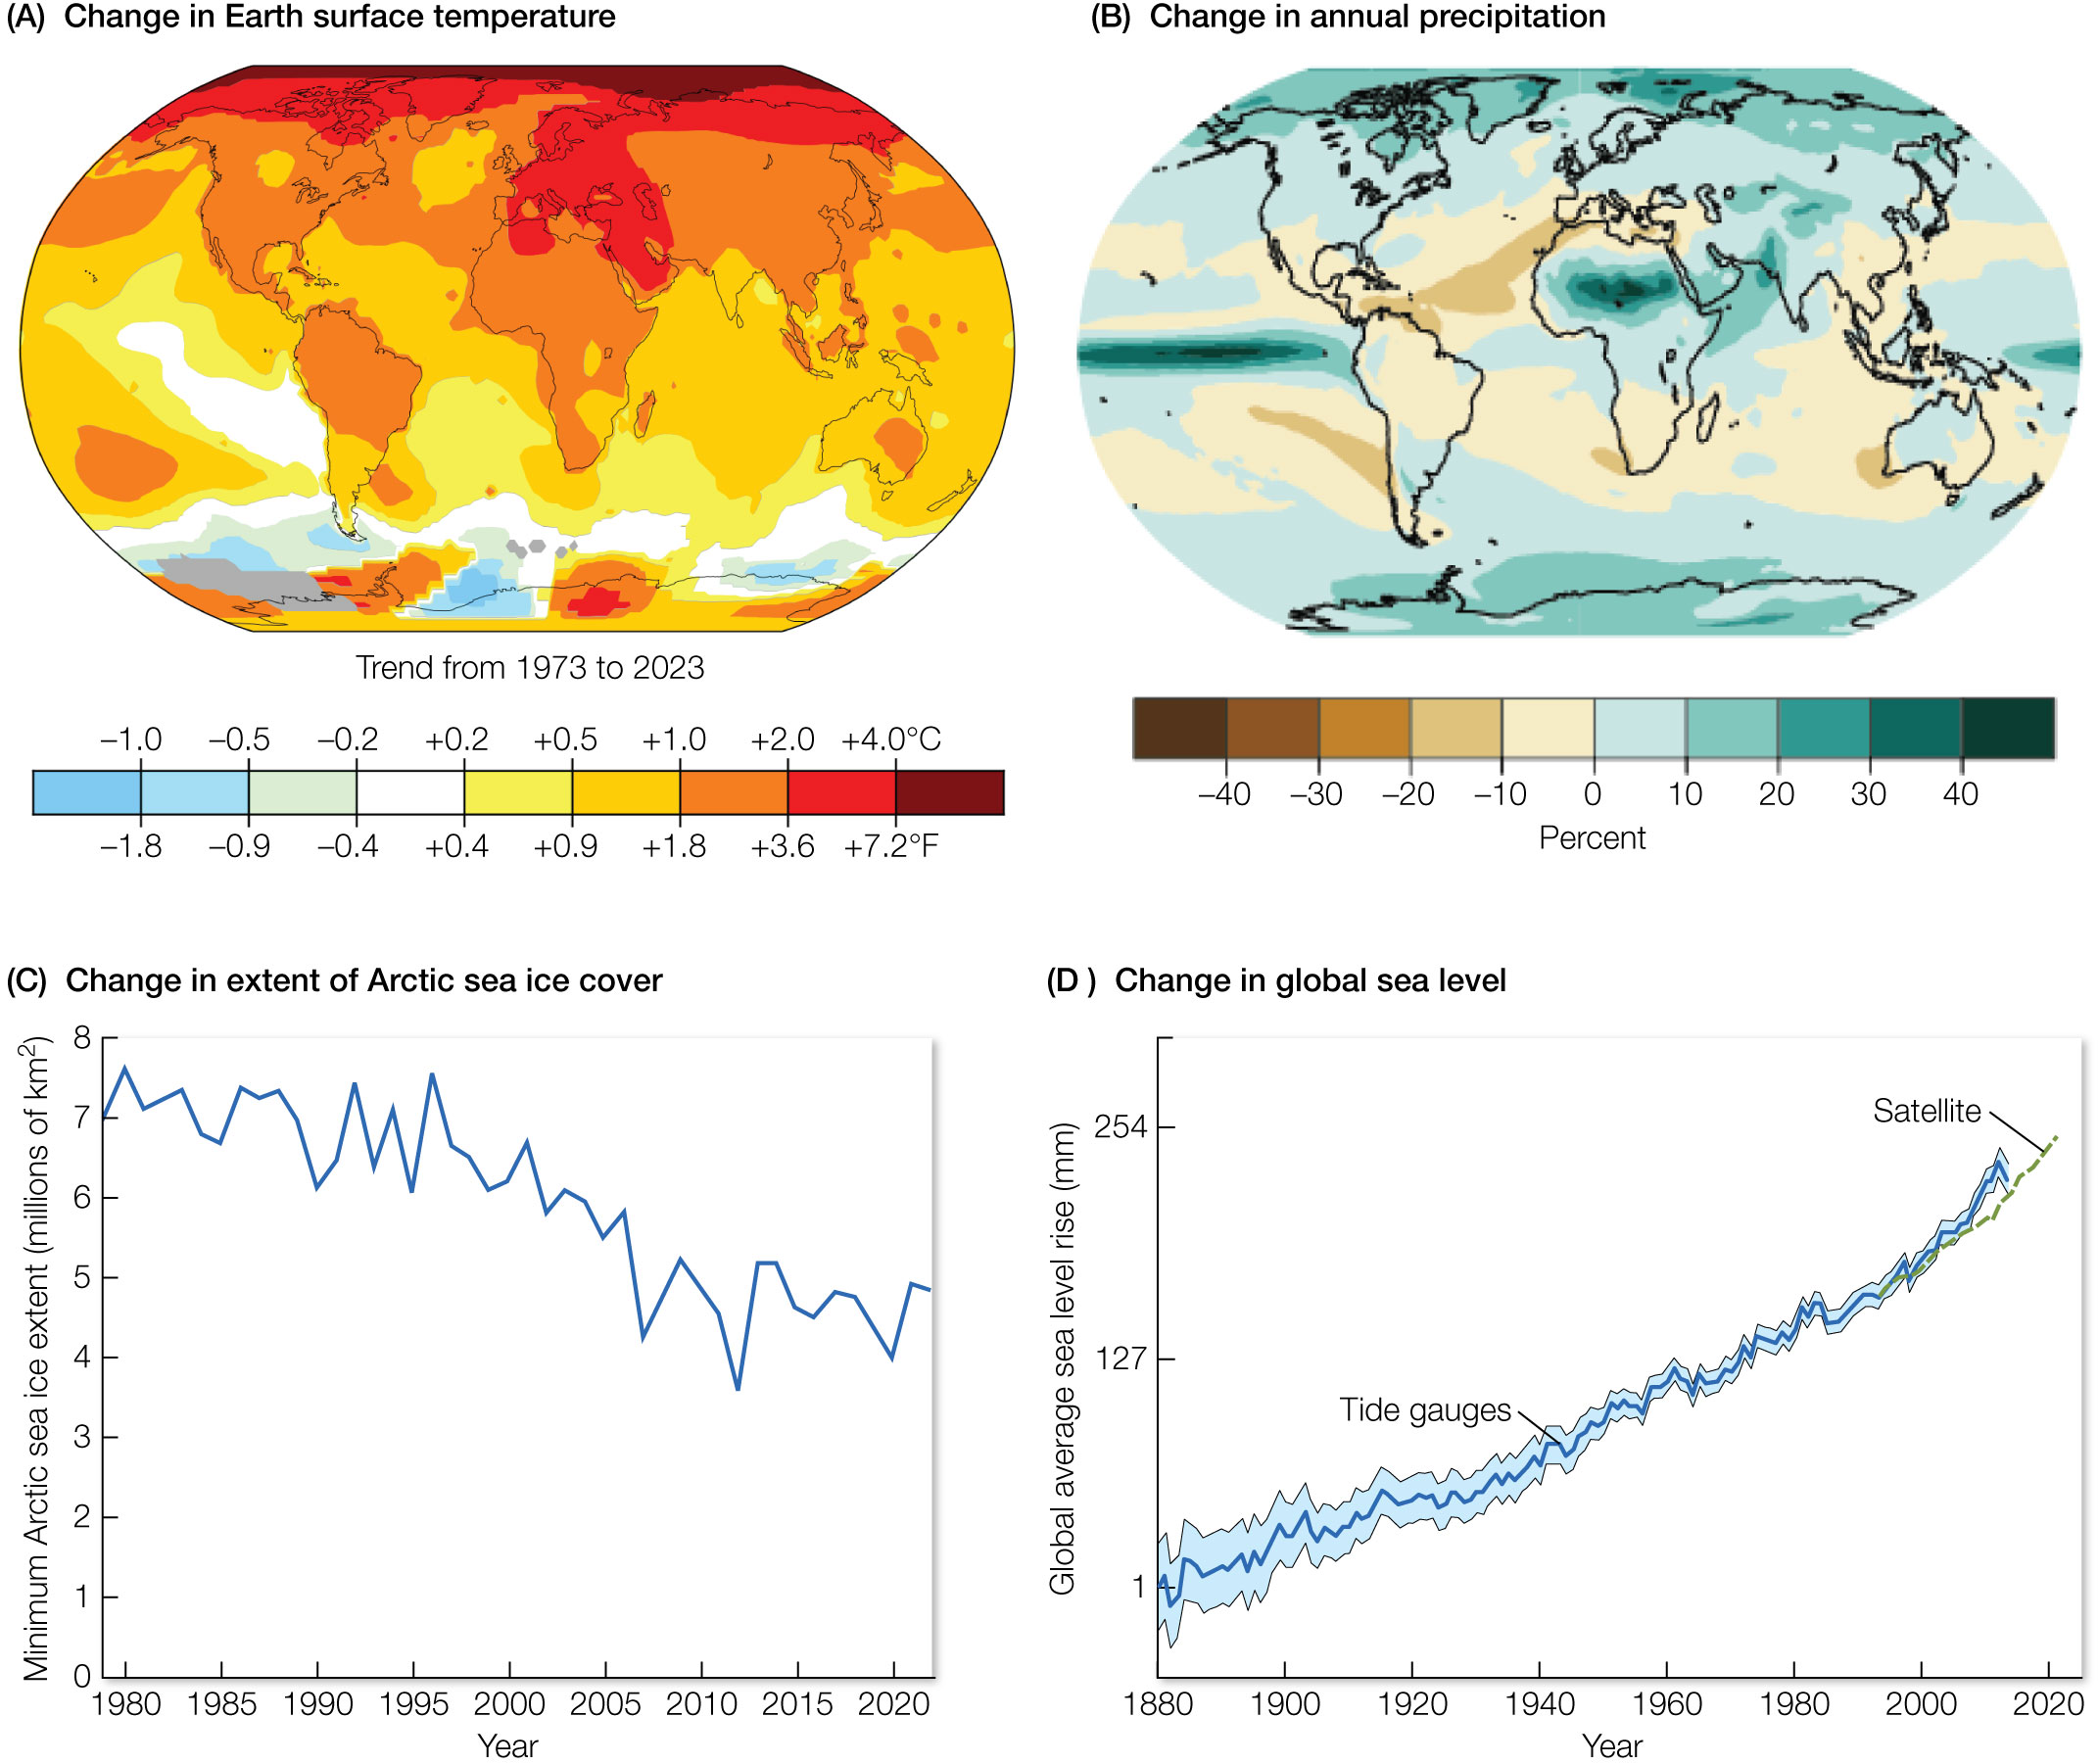 (A) Change in Earth surface temperature
Trend from 1973 to 2023
–1.0 –0.5 –0.2 +0.2 +0.5 +1.0 +2.0 +4.0°C
–1.8 –0.9 –0.4 +0.4 +0.9 +1.8 +3.6 +7.2°F
(B) Change in annual precipitation
–40 –30 –20 –10 0 10 20 30 40
Percent
(C) Change in extent of Arctic sea ice cover
Minimum Arctic sea ice extent (millions of km²)
8
7
6
5
4
3
2
1
0
1980 1985 1990 1995 2000 2005 2010 2015 2020
Year
(D ) Change in global sea level
Global average sea level rise (mm)
254
127
1
Satellite
Tide gauges
1880 1900 1920 1940 1960 1980 2000 2020
Year